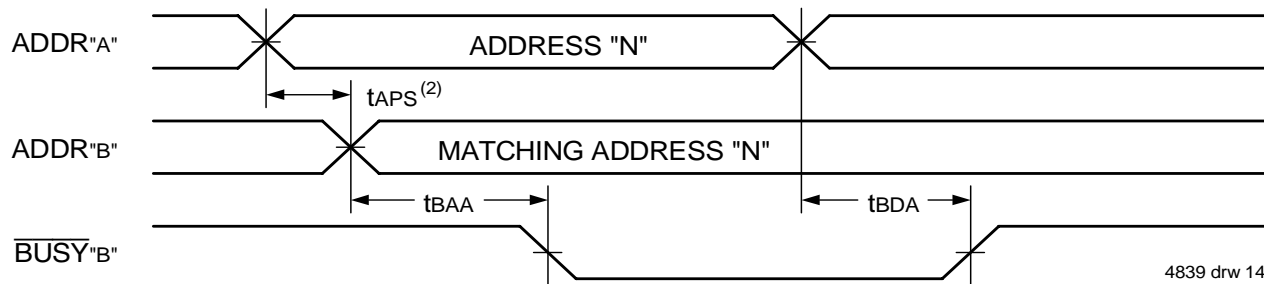 ADDR"A"
ADDRESS "N"
tAPS(2)
ADDR"B"
MATCHING ADDRESS "N"
tBAA
tBDA
BUSY"B"
4839 drw 14